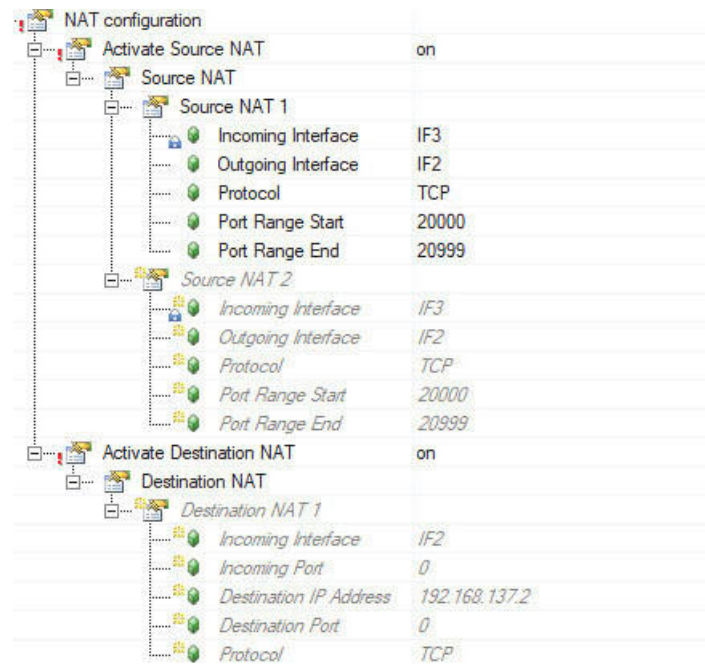 NAT configuration
Activate Source NAT on
Source NAT
Source NAT 1
Incoming Interface IF3
Outgoing Interface IF2
Protocol TCP
Port Range Start 20000
Port Range End 20999
Source NAT 2
Incoming Interface IF3
Outgoing Interface IF2
Protocol TCP
Port Range Start 20000
Port Range End 20999
Activate Destination NAT on
Destination NAT
Destination NAT 1
Incoming Interface IF2
Incoming Port 0
Destination IP Address 192.168.137.2
Destination Port 0
Protocol TCP